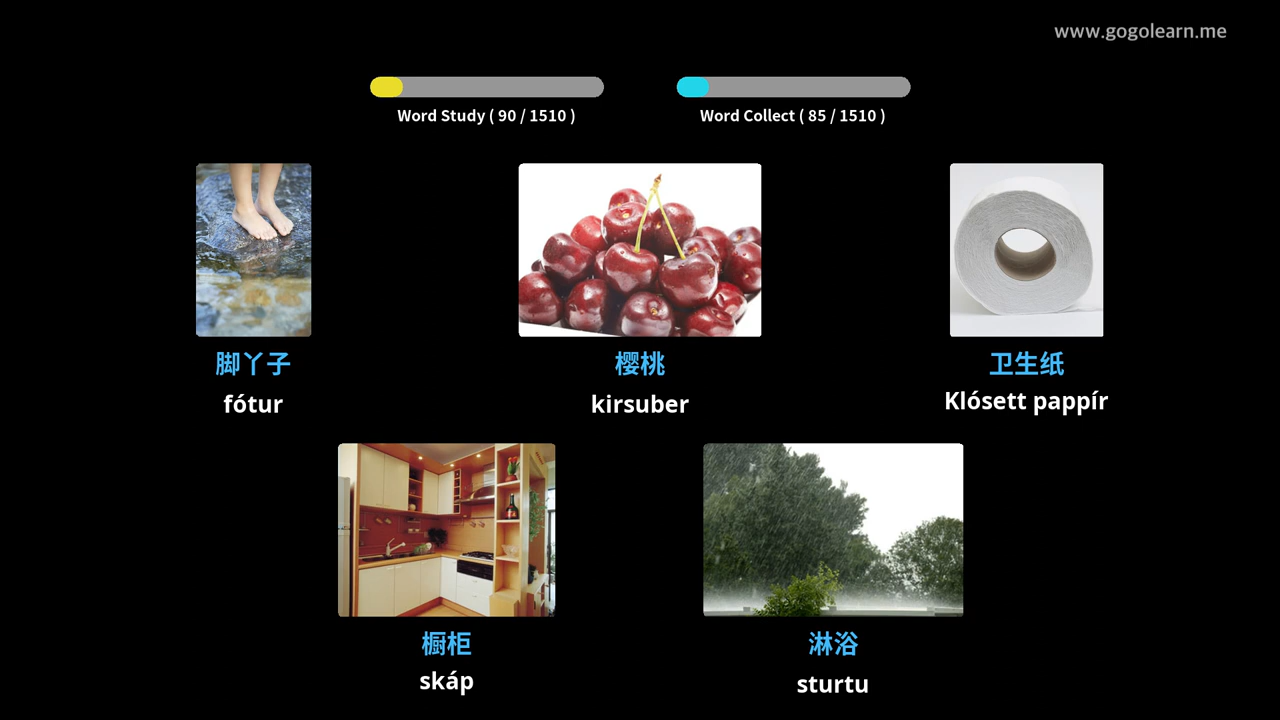 www.gogolearn.me
Word Study ( 90 / 1510 )
Word Collect ( 85 / 1510 )
脚丫子
fótur
樱桃
kirsuber
卫生纸
Klósett pappír
橱柜
skáp
淋浴
sturtu